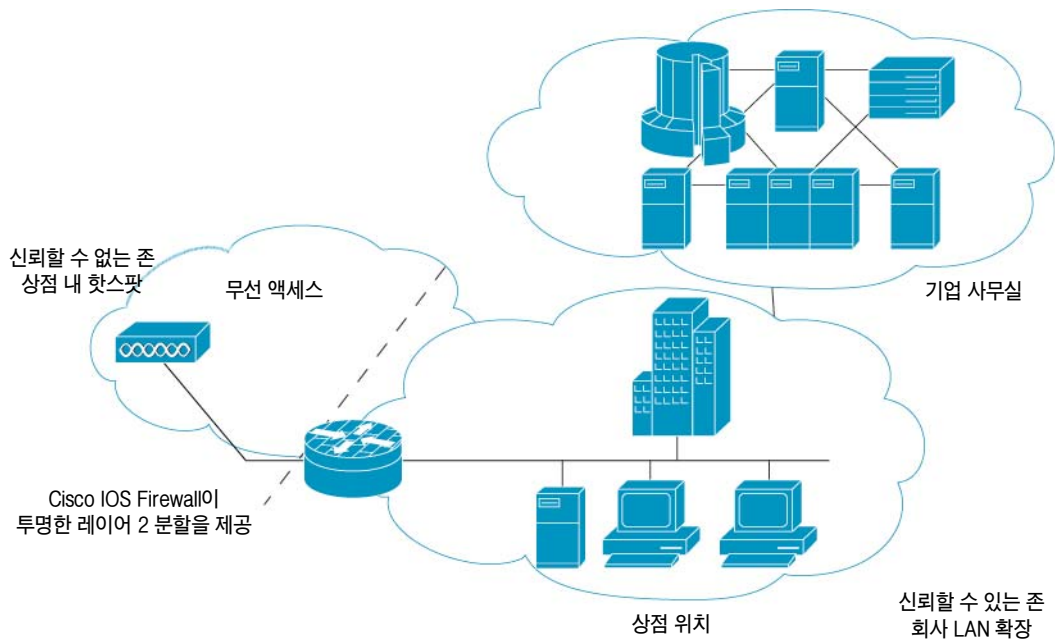 신뢰할 수 없는 존
상점 내 핫스팟
무선 액세스
기업 사무실
Cisco IOS Firewall이
투명한 레이어 2 분할을 제공
상점 위치
신뢰할 수 있는 존
회사 LAN 확장